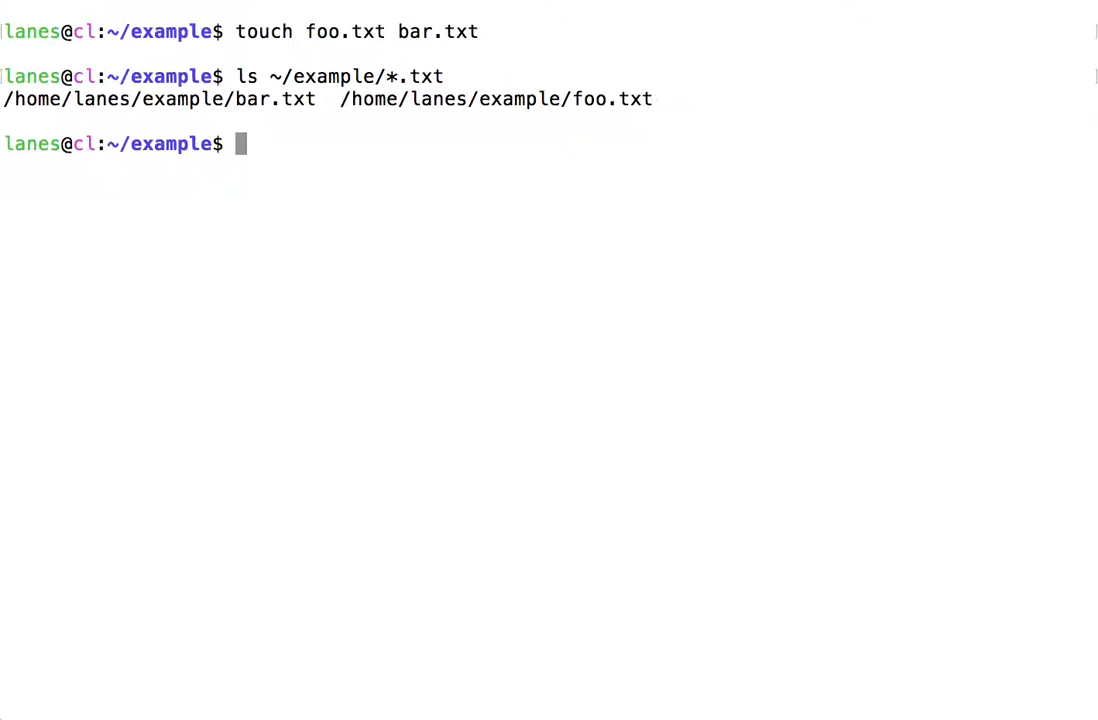 lanes@cl:~/example$ touch foo.txt bar.txt
lanes@cl:~/example$ ls ~/example/*.txt
/home/lanes/example/bar.txt  /home/lanes/example/foo.txt
lanes@cl:~/example$